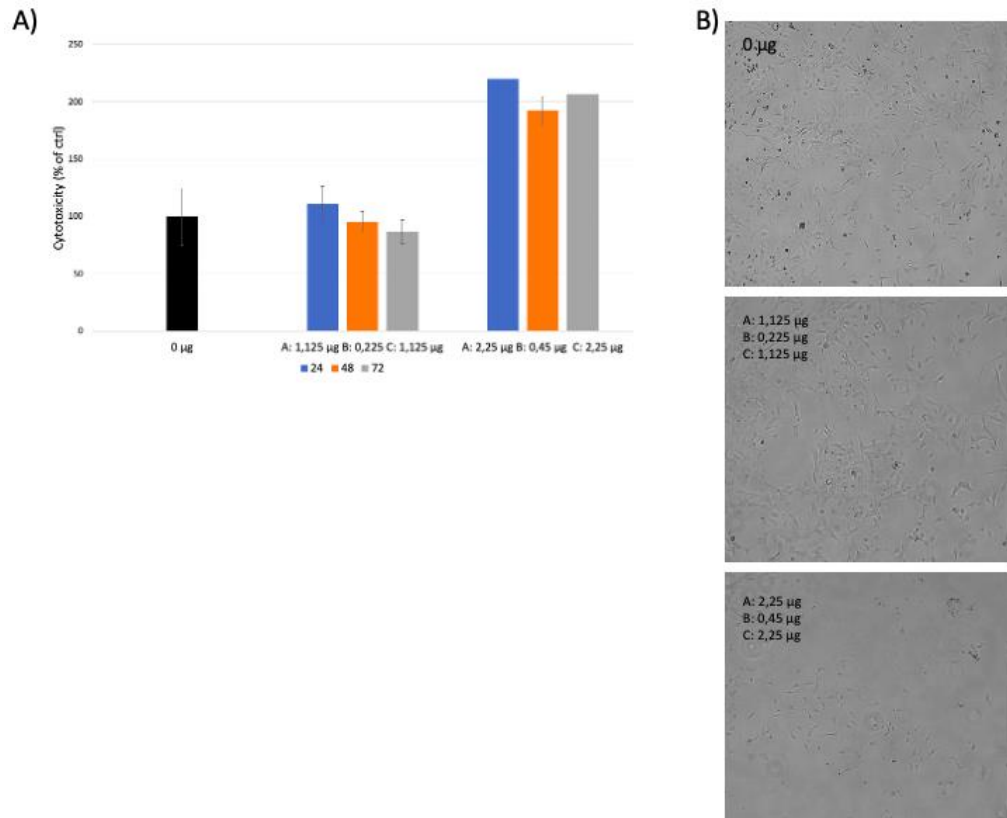 A)
250
200
150
100
50
0
Cytotoxicity (% of ctrl)
0 µg
A: 1,125 µg B: 0,225 C: 1,125 µg
A: 2,25 µg B: 0,45 µg C: 2,25 µg
24 48 72
B)
0 µg
A: 1,125 µg
B: 0,225 µg
C: 1,125 µg
A: 2,25 µg
B: 0,45 µg
C: 2,25 µg